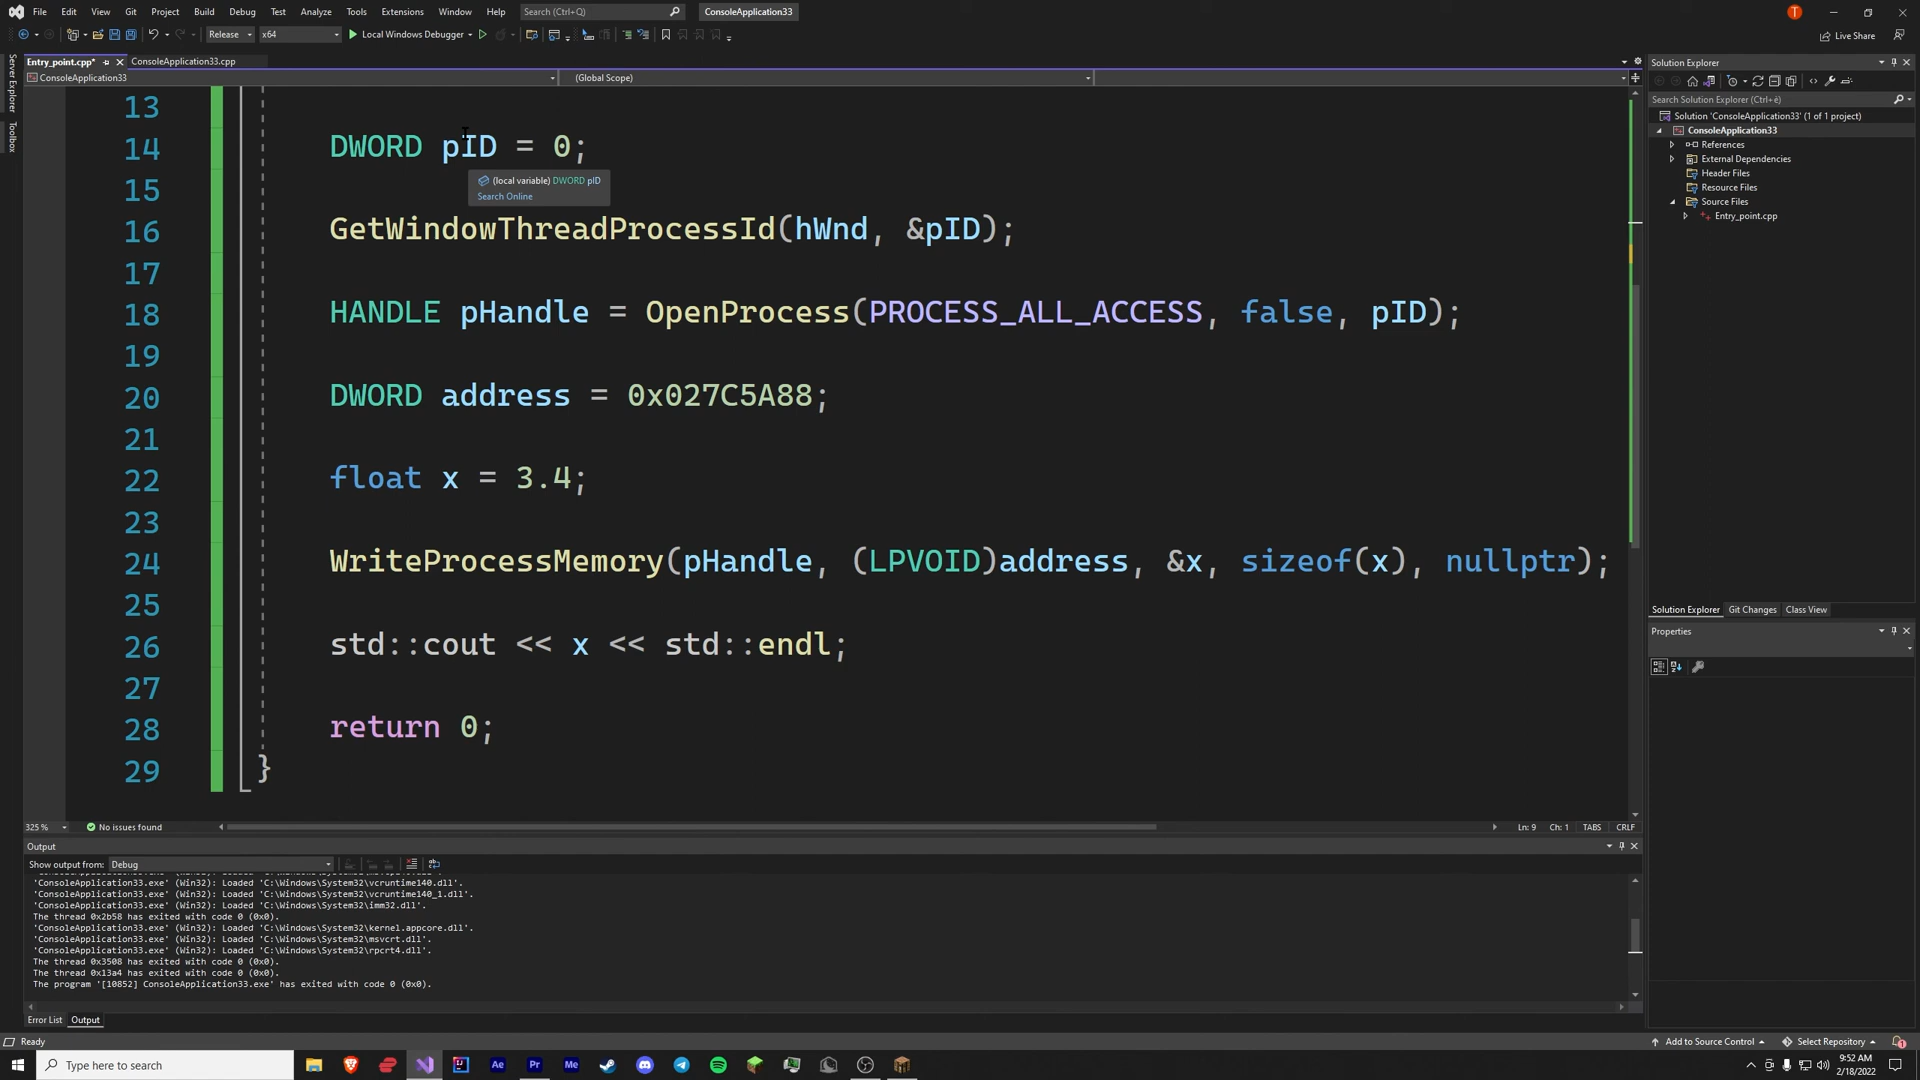 File Edit View Git Project Build Debug Test Analyze Tools Extensions Window Help Search (Ctrl+Q) ConsoleApplication33 T
Release x64 Local Windows Debugger Live Share
Entry_point.cpp* ConsoleApplication33.cpp
ConsoleApplication33 (Global Scope)
Server Explorer
Toolbox
13
14 DWORD pID = 0;
(local variable) DWORD pID
Search Online
15
16 GetWindowThreadProcessId(hWnd, &pID);
17
18 HANDLE pHandle = OpenProcess(PROCESS_ALL_ACCESS, false, pID);
19
20 DWORD address = 0x027C5A88;
21
22 float x = 3.4;
23
24 WriteProcessMemory(pHandle, (LPVOID)address, &x, sizeof(x), nullptr);
25
26 std::cout << x << std::endl;
27
28 return 0;
29 }
325 % No issues found Ln: 9 Ch: 1 TABS CRLF
Output
Show output from: Debug
'ConsoleApplication33.exe' (Win32): Loaded 'C:\Windows\System32\vcruntime140.dll'.
'ConsoleApplication33.exe' (Win32): Loaded 'C:\Windows\System32\vcruntime140_1.dll'.
'ConsoleApplication33.exe' (Win32): Loaded 'C:\Windows\System32\imm32.dll'.
The thread 0x2b58 has exited with code 0 (0x0).
'ConsoleApplication33.exe' (Win32): Loaded 'C:\Windows\System32\kernel.appcore.dll'.
'ConsoleApplication33.exe' (Win32): Loaded 'C:\Windows\System32\msvcrt.dll'.
'ConsoleApplication33.exe' (Win32): Loaded 'C:\Windows\System32\rpcrt4.dll'.
The thread 0x3508 has exited with code 0 (0x0).
The thread 0x13a4 has exited with code 0 (0x0).
The program '[10852] ConsoleApplication33.exe' has exited with code 0 (0x0).
Error List Output
Solution Explorer
Search Solution Explorer (Ctrl+è)
Solution 'ConsoleApplication33' (1 of 1 project)
ConsoleApplication33
References
External Dependencies
Header Files
Resource Files
Source Files
Entry_point.cpp
Solution Explorer Git Changes Class View
Properties
Ready Add to Source Control Select Repository
Type here to search Ae Pr Me 9:52 AM
2/18/2022